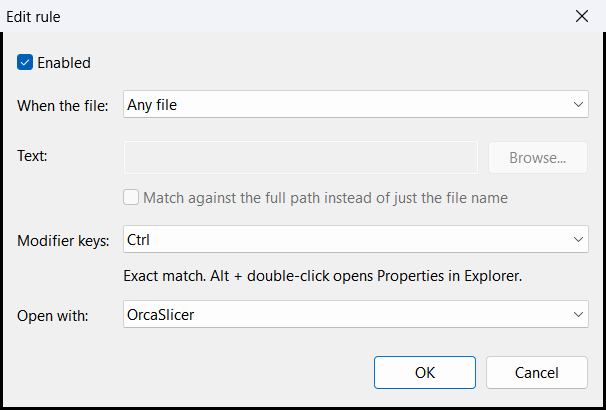 Edit rule
Enabled
When the file: Any file
Text: Browse...
Match against the full path instead of just the file name
Modifier keys: Ctrl
Exact match. Alt + double-click opens Properties in Explorer.
Open with: OrcaSlicer
OK Cancel